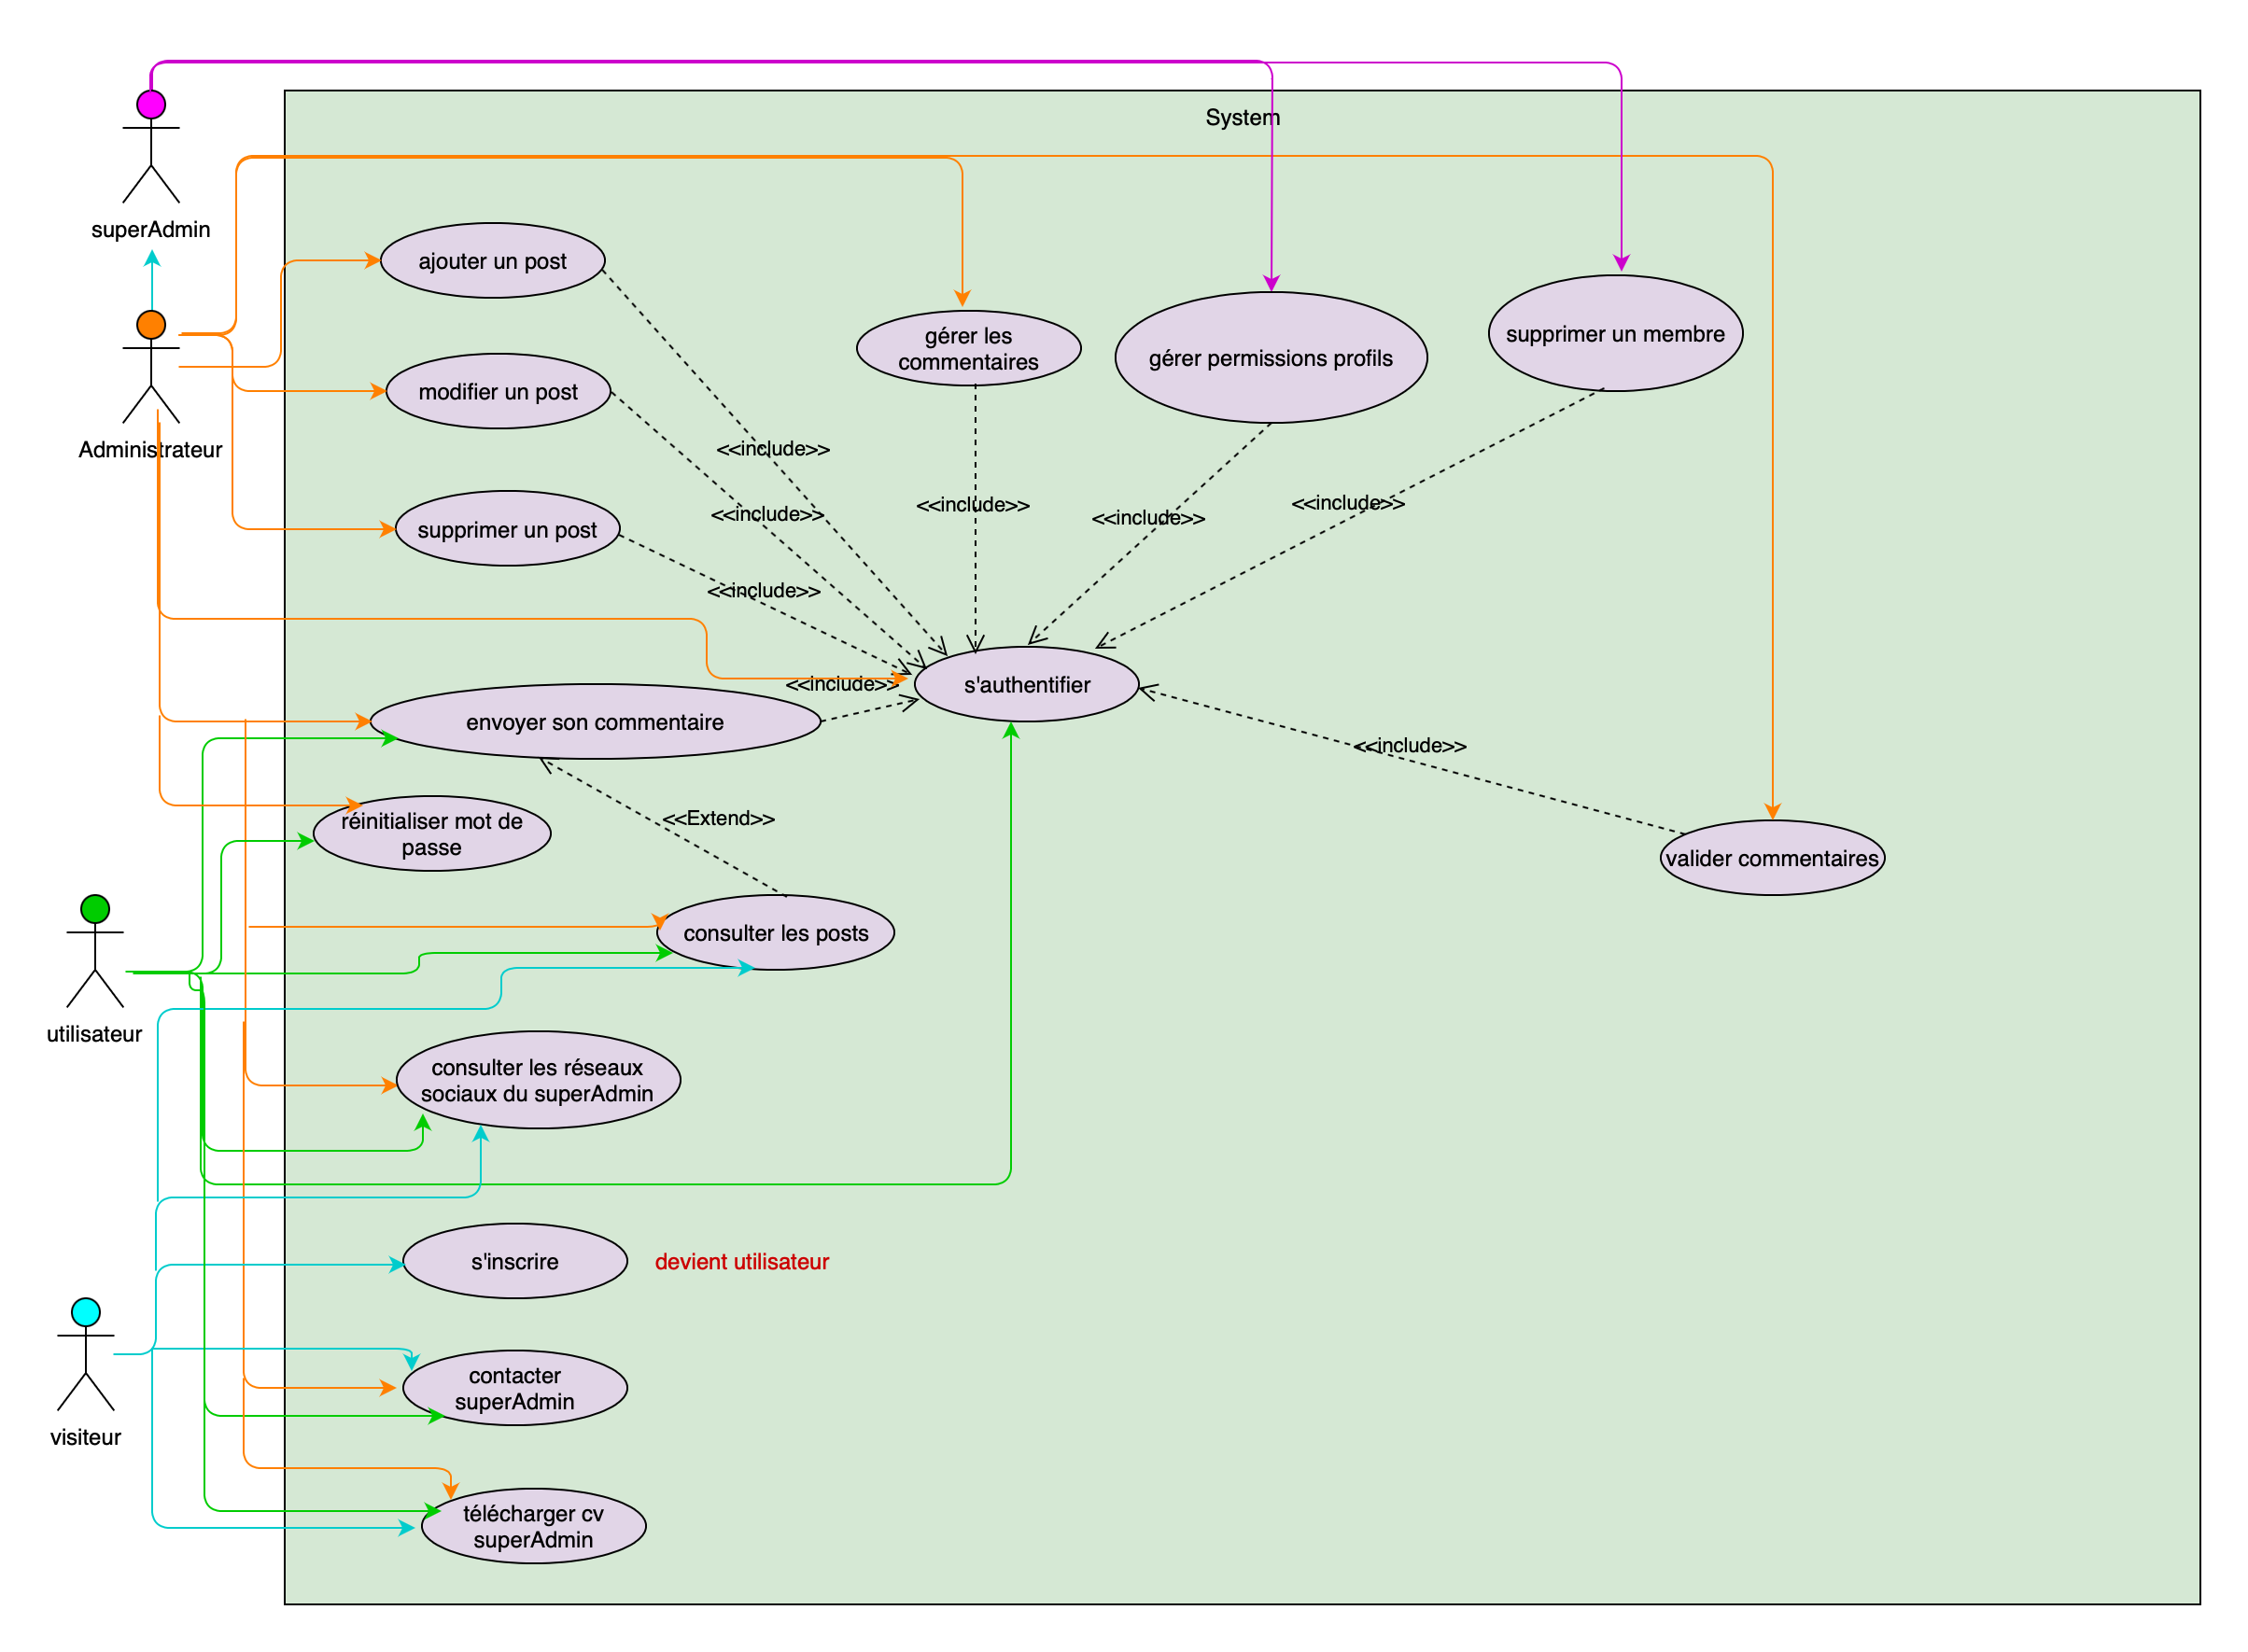 System
superAdmin
ajouter un post
gérer les
commentaires
gérer permissions profils
supprimer un membre
modifier un post
Administrateur
<<include>>
<<include>>
<<include>>
<<include>>
<<include>>
supprimer un post
<<include>>
s'authentifier
<<include>>
envoyer son commentaire
<<include>>
réinitialiser mot de
passe
<<Extend>>
valider commentaires
consulter les posts
utilisateur
consulter les réseaux
sociaux du superAdmin
s'inscrire
devient utilisateur
contacter
superAdmin
visiteur
télécharger cv
superAdmin